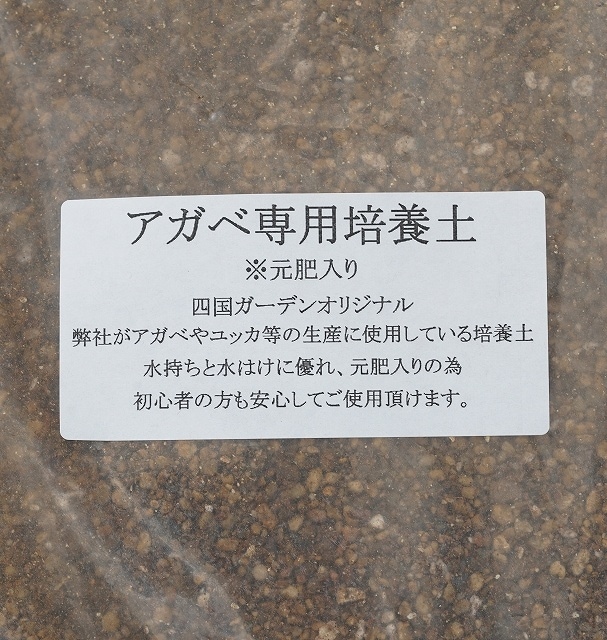 アガベ専用培養土
※元肥入り
四国ガーデンオリジナル
弊社がアガベやユッカ等の生産に使用している培養土
水持ちと水はけに優れ、元肥入りの為
初心者の方も安心してご使用頂けます。